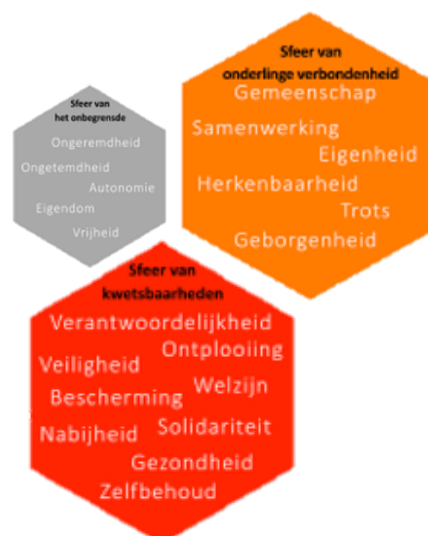 Sfeer van
het onbegrensde
Ongeremdheid
Ongetemdheid
Autonomie
Eigendom
Vrijheid
Sfeer van
onderlinge verbondenheid
Gemeenschap
Samenwerking
Eigenheid
Herkenbaarheid
Trots
Geborgenheid
Sfeer van
kwetsbaarheden
Verantwoordelijkheid
Ontplooiing
Veiligheid
Welzijn
Bescherming
Solidariteit
Nabijheid
Gezondheid
Zelfbehoud